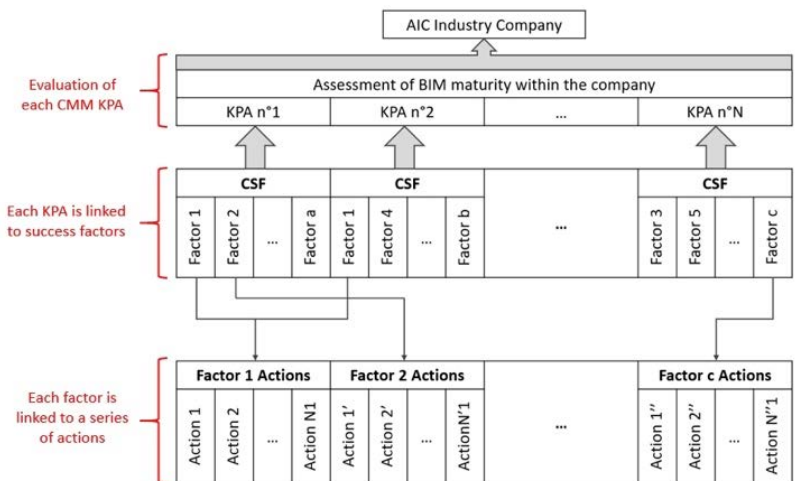 AIC Industry Company
Evaluation of
each CMM KPA
Assessment of BIM maturity within the company
KPA n°1
KPA n°2
...
KPA n°N
Each KPA is linked
to success factors
CSF
CSF
CSF
Factor 1
Factor 2
...
Factor a
Factor 1
Factor 4
...
Factor b
...
Factor 3
Factor 5
...
Factor c
Each factor is
linked to a series
of actions
Factor 1 Actions
Factor 2 Actions
Factor c Actions
Action 1
Action 2
...
Action N1
Action 1’
Action 2’
...
ActionN’1
...
Action 1’’
Action 2’’
...
Action N’’1